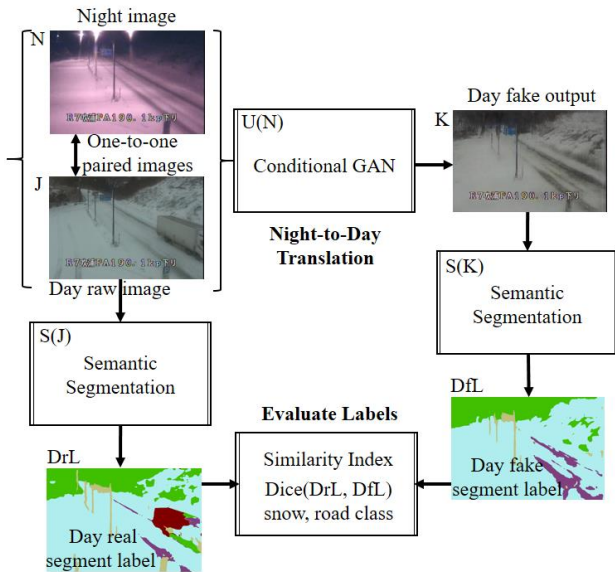 Night image
N
One-to-one
paired images
J
Day raw image
U(N)
Conditional GAN
Night-to-Day
Translation
Day fake output
K
S(K)
Semantic
Segmentation
S(J)
Semantic
Segmentation
DfL
Day fake
segment label
Evaluate Labels
Similarity Index
Dice(DrL, DfL)
snow, road class
DrL
Day real
segment label